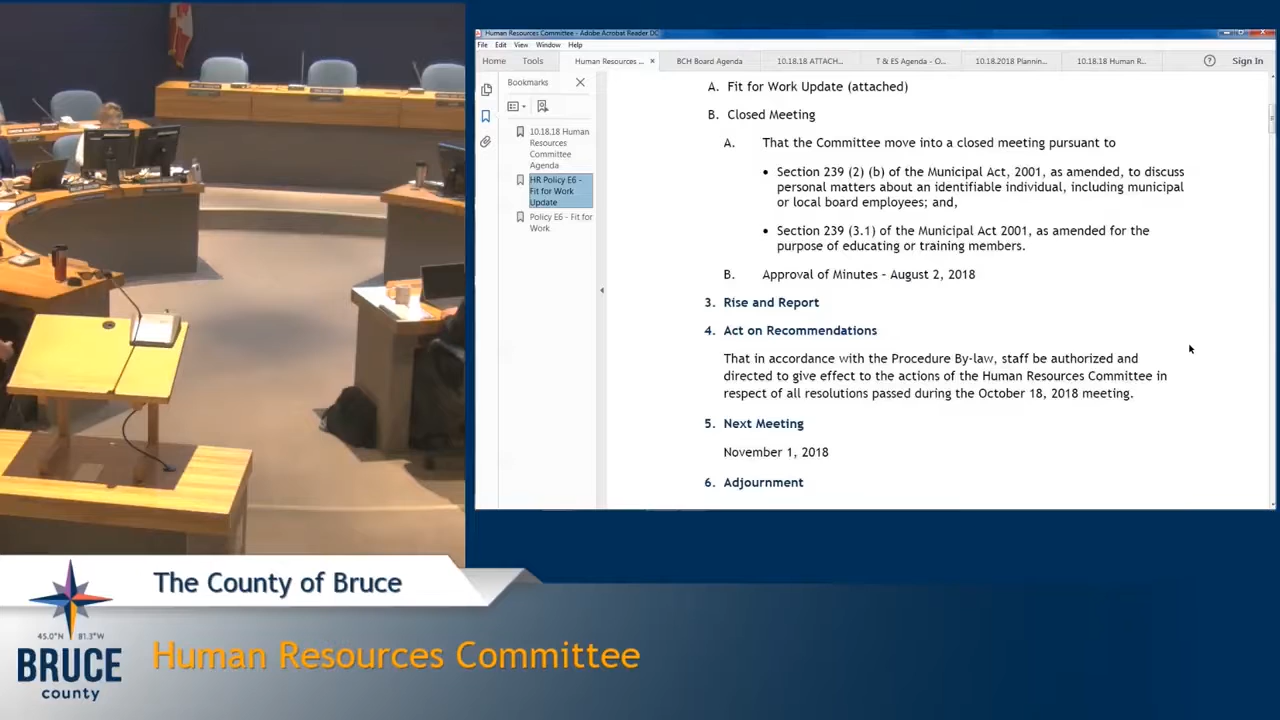 Human Resources Committee - Adobe Acrobat Reader DC
File Edit View Window Help
Home Tools Human Resources ... × BCH Board Agenda 10.18.18 ATTACH... T & ES Agenda - O... 10.18.2018 Plannin... 10.18.18 Human R... Sign In
Bookmarks
10.18.18 Human
Resources
Committee
Agenda
HR Policy E6 -
Fit for Work
Update
Policy E6 - Fit for
Work
A. Fit for Work Update (attached)
B. Closed Meeting
A. That the Committee move into a closed meeting pursuant to
• Section 239 (2) (b) of the Municipal Act, 2001, as amended, to discuss
personal matters about an identifiable individual, including municipal
or local board employees; and,
• Section 239 (3.1) of the Municipal Act 2001, as amended for the
purpose of educating or training members.
B. Approval of Minutes – August 2, 2018
3. Rise and Report
4. Act on Recommendations
That in accordance with the Procedure By-law, staff be authorized and
directed to give effect to the actions of the Human Resources Committee in
respect of all resolutions passed during the October 18, 2018 meeting.
5. Next Meeting
November 1, 2018
6. Adjournment
The County of Bruce
Human Resources Committee
45.0°N 81.3°W
BRUCE
county